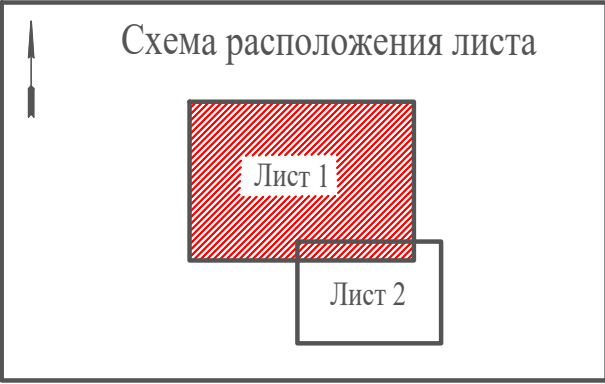 Схема расположения листа
Лист 1
Лист 2